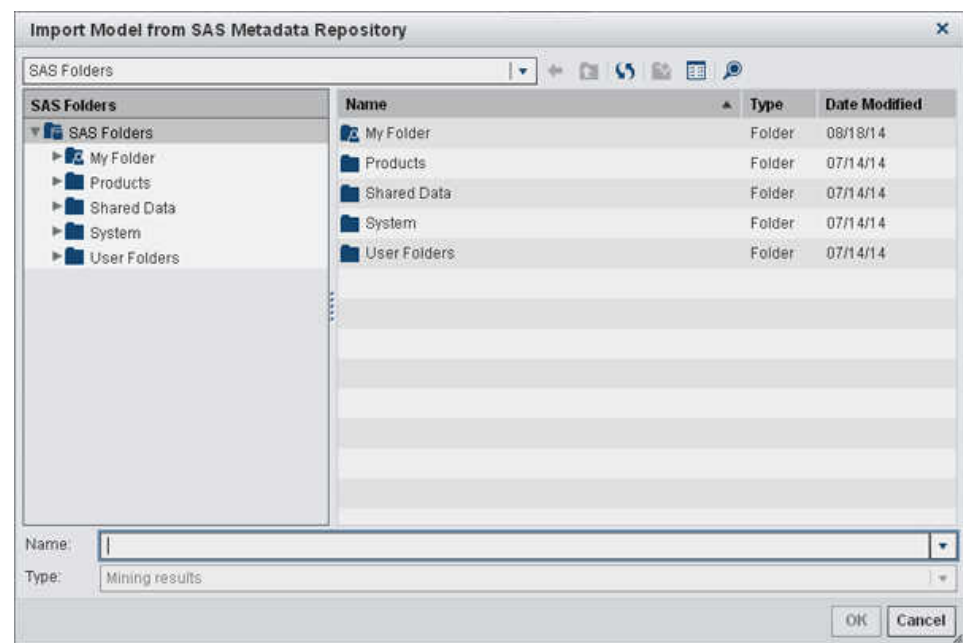 Import Model from SAS Metadata Repository
SAS Folders
SAS Folders
SAS Folders
My Folder
Products
Shared Data
System
User Folders
Name Type Date Modified
My Folder Folder 08/18/14
Products Folder 07/14/14
Shared Data Folder 07/14/14
System Folder 07/14/14
User Folders Folder 07/14/14
Name:
Type: Mining results
OK Cancel